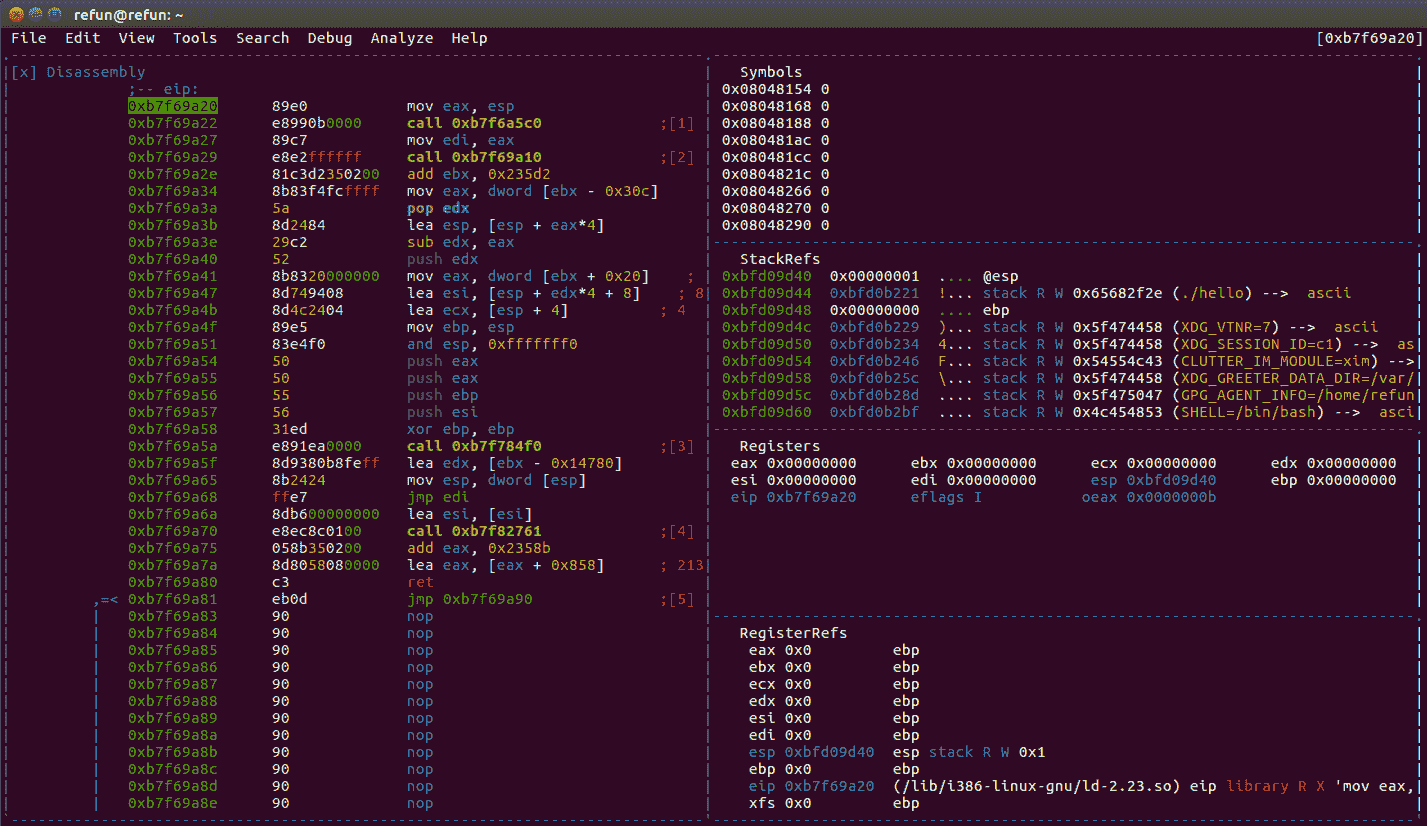 refun@refun: ~
File Edit View Tools Search Debug Analyze Help [0xb7f69a20]
[x] Disassembly
;-- eip:
0xb7f69a20 89e0 mov eax, esp
0xb7f69a22 e8990b0000 call 0xb7f6a5c0 ;[1]
0xb7f69a27 89c7 mov edi, eax
0xb7f69a29 e8e2ffffff call 0xb7f69a10 ;[2]
0xb7f69a2e 81c3d2350200 add ebx, 0x235d2
0xb7f69a34 8b83f4fcffff mov eax, dword [ebx - 0x30c]
0xb7f69a3a 5a pop edx
0xb7f69a3b 8d2484 lea esp, [esp + eax*4]
0xb7f69a3e 29c2 sub edx, eax
0xb7f69a40 52 push edx
0xb7f69a41 8b8320000000 mov eax, dword [ebx + 0x20] ;
0xb7f69a47 8d749408 lea esi, [esp + edx*4 + 8] ; 8
0xb7f69a4b 8d4c2404 lea ecx, [esp + 4] ; 4
0xb7f69a4f 89e5 mov ebp, esp
0xb7f69a51 83e4f0 and esp, 0xfffffff0
0xb7f69a54 50 push eax
0xb7f69a55 50 push eax
0xb7f69a56 55 push ebp
0xb7f69a57 56 push esi
0xb7f69a58 31ed xor ebp, ebp
0xb7f69a5a e891ea0000 call 0xb7f784f0 ;[3]
0xb7f69a5f 8d9380b8feff lea edx, [ebx - 0x14780]
0xb7f69a65 8b2424 mov esp, dword [esp]
0xb7f69a68 ffe7 jmp edi
0xb7f69a6a 8db600000000 lea esi, [esi]
0xb7f69a70 e8ec8c0100 call 0xb7f82761 ;[4]
0xb7f69a75 058b350200 add eax, 0x2358b
0xb7f69a7a 8d8058080000 lea eax, [eax + 0x858] ; 213
0xb7f69a80 c3 ret
,=< 0xb7f69a81 eb0d jmp 0xb7f69a90 ;[5]
| 0xb7f69a83 90 nop
| 0xb7f69a84 90 nop
| 0xb7f69a85 90 nop
| 0xb7f69a86 90 nop
| 0xb7f69a87 90 nop
| 0xb7f69a88 90 nop
| 0xb7f69a89 90 nop
| 0xb7f69a8a 90 nop
| 0xb7f69a8b 90 nop
| 0xb7f69a8c 90 nop
| 0xb7f69a8d 90 nop
| 0xb7f69a8e 90 nop
Symbols
0x08048154 0
0x08048168 0
0x08048188 0
0x080481ac 0
0x080481cc 0
0x0804821c 0
0x08048266 0
0x08048270 0
0x08048290 0
StackRefs
0xbfd09d40 0x00000001 .... @esp
0xbfd09d44 0xbfd0b221 !... stack R W 0x65682f2e (./hello) --> ascii
0xbfd09d48 0x00000000 .... ebp
0xbfd09d4c 0xbfd0b229 )... stack R W 0x5f474458 (XDG_VTNR=7) --> ascii
0xbfd09d50 0xbfd0b234 4... stack R W 0x5f474458 (XDG_SESSION_ID=c1) --> as
0xbfd09d54 0xbfd0b246 F... stack R W 0x54554c43 (CLUTTER_IM_MODULE=xim) -->
0xbfd09d58 0xbfd0b25c \... stack R W 0x5f474458 (XDG_GREETER_DATA_DIR=/var/
0xbfd09d5c 0xbfd0b28d .... stack R W 0x5f475047 (GPG_AGENT_INFO=/home/refun
0xbfd09d60 0xbfd0b2bf .... stack R W 0x4c454853 (SHELL=/bin/bash) --> asci
Registers
eax 0x00000000 ebx 0x00000000 ecx 0x00000000 edx 0x00000000
esi 0x00000000 edi 0x00000000 esp 0xbfd09d40 ebp 0x00000000
eip 0xb7f69a20 eflags I oeax 0x0000000b
RegisterRefs
eax 0x0 ebp
ebx 0x0 ebp
ecx 0x0 ebp
edx 0x0 ebp
esi 0x0 ebp
edi 0x0 ebp
esp 0xbfd09d40 esp stack R W 0x1
ebp 0x0 ebp
eip 0xb7f69a20 (/lib/i386-linux-gnu/ld-2.23.so) eip library R X 'mov eax,
xfs 0x0 ebp